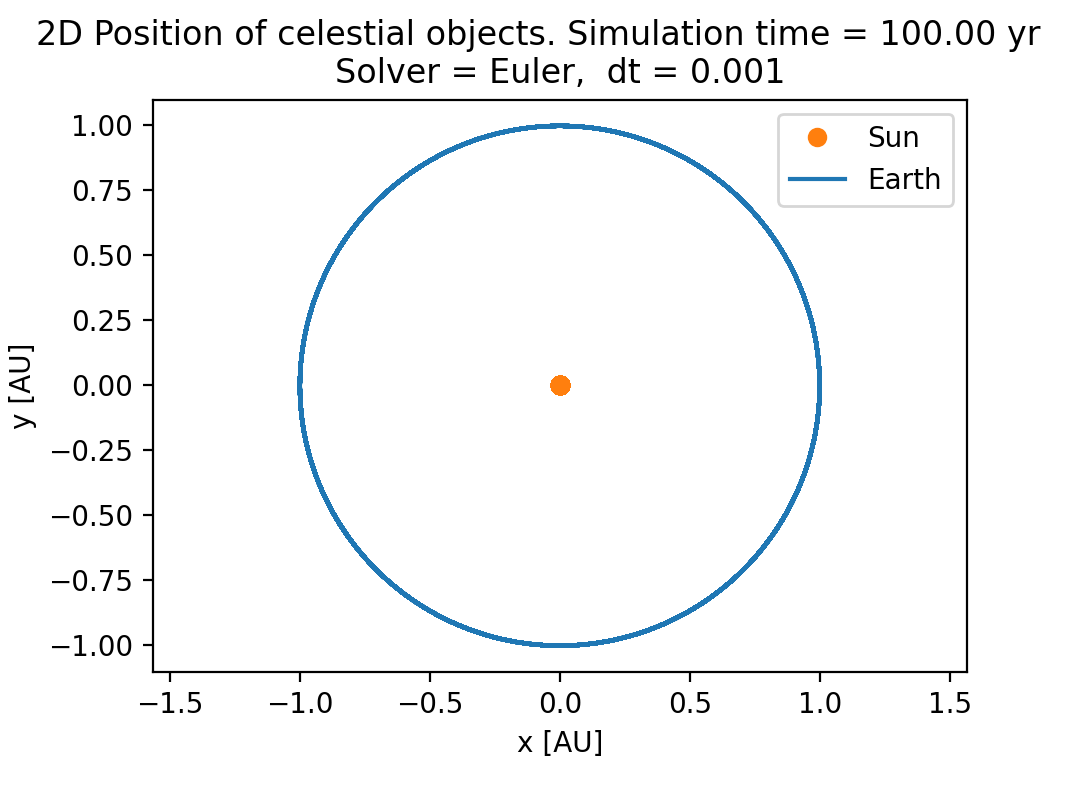 2D Position of celestial objects. Simulation time = 100.00 yr
Solver = Euler,  dt = 0.001
Sun
Earth
1.00
0.75
0.50
0.25
0.00
−0.25
−0.50
−0.75
−1.00
y [AU]
−1.5
−1.0
−0.5
0.0
0.5
1.0
1.5
x [AU]